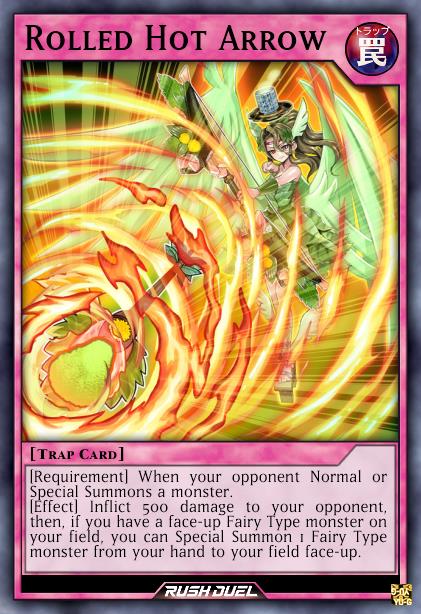 Rolled Hot Arrow
トラップ
罠
[Trap Card]
[Requirement] When your opponent Normal or
Special Summons a monster.
[Effect] Inflict 500 damage to your opponent,
then, if you have a face-up Fairy Type monster on
your field, you can Special Summon 1 Fairy Type
monster from your hand to your field face-up.
RUSH DUEL